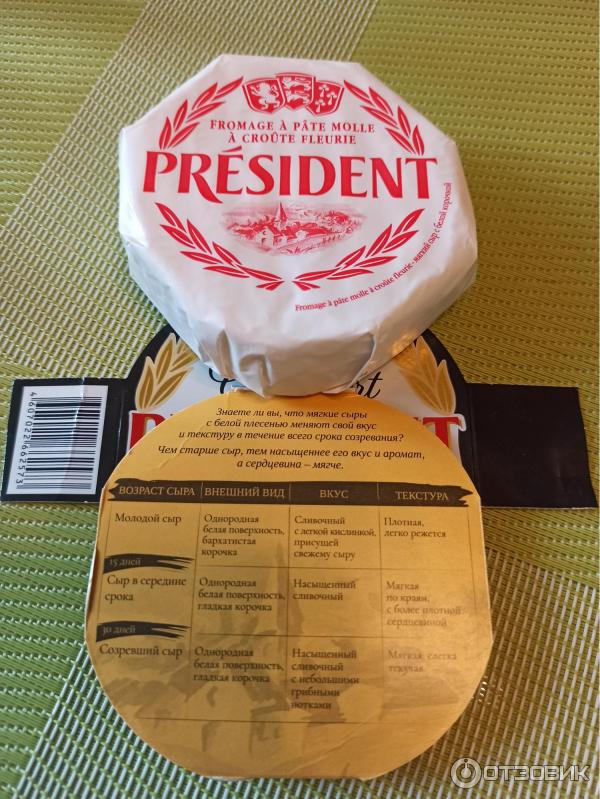 FROMAGE À PÂTE MOLLE
À CROÛTE FLEURIE
PRÉSIDENT
Fromage à pâte molle à croûte fleurie - мягкий сыр с белой корочкой
4607022662573
Знаете ли вы, что мягкие сыры
с белой плесенью меняют свой вкус
и текстуру в течение всего срока созревания?
Чем старше сыр, тем насыщеннее его вкус и аромат,
а сердцевина – мягче.
ВОЗРАСТ СЫРА ВНЕШНИЙ ВИД ВКУС ТЕКСТУРА
Молодой сыр Однородная Сливочный Плотная,
белая поверхность, с легкой кислинкой, легко режется
бархатистая присущей
корочка свежему сыру
15 дней
Сыр в середине Однородная Насыщенный Мягкая
срока белая поверхность, сливочный по краям,
гладкая корочка с более плотной
сердцевиной
30 дней
Созревший сыр Однородная Насыщенный Мягкая, слегка
белая поверхность, сливочный текучая
гладкая корочка с небольшими
грибными
нотками
ОТЗОВИК